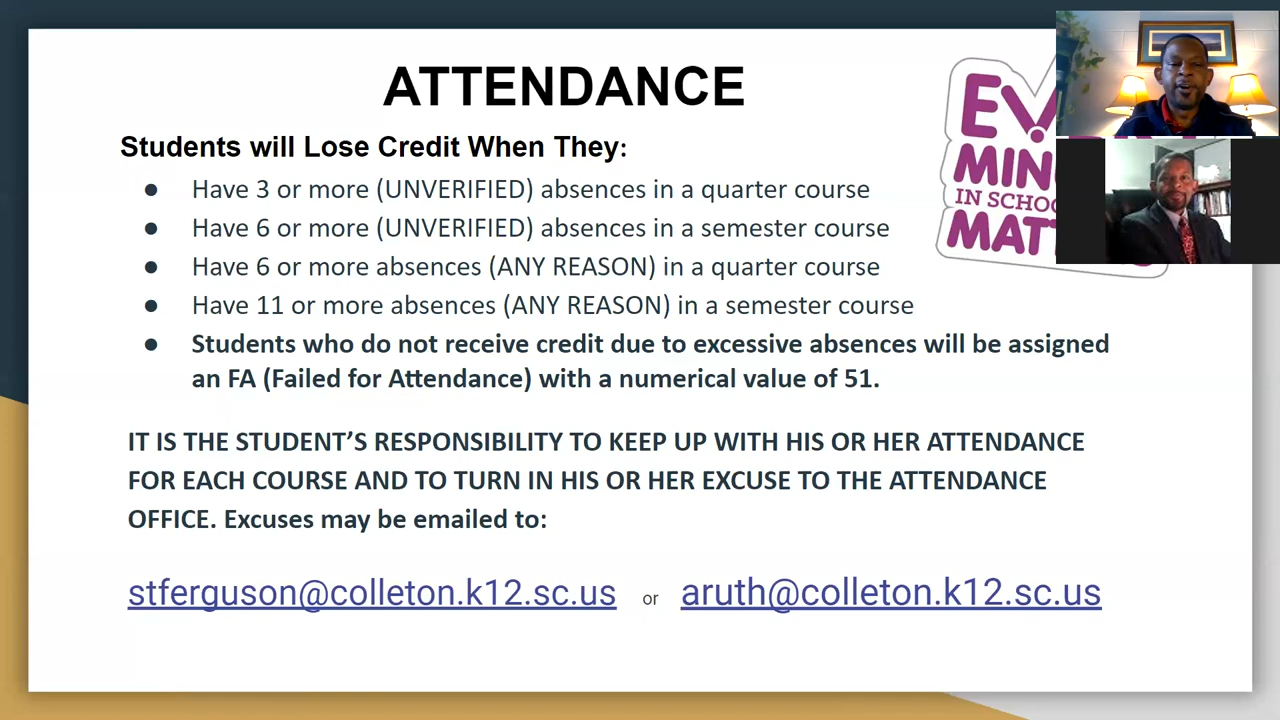 ATTENDANCE
Students will Lose Credit When They:
● Have 3 or more (UNVERIFIED) absences in a quarter course
● Have 6 or more (UNVERIFIED) absences in a semester course
● Have 6 or more absences (ANY REASON) in a quarter course
● Have 11 or more absences (ANY REASON) in a semester course
● Students who do not receive credit due to excessive absences will be assigned
an FA (Failed for Attendance) with a numerical value of 51.
IT IS THE STUDENT’S RESPONSIBILITY TO KEEP UP WITH HIS OR HER ATTENDANCE
FOR EACH COURSE AND TO TURN IN HIS OR HER EXCUSE TO THE ATTENDANCE
OFFICE. Excuses may be emailed to:
stferguson@colleton.k12.sc.us or aruth@colleton.k12.sc.us
IN